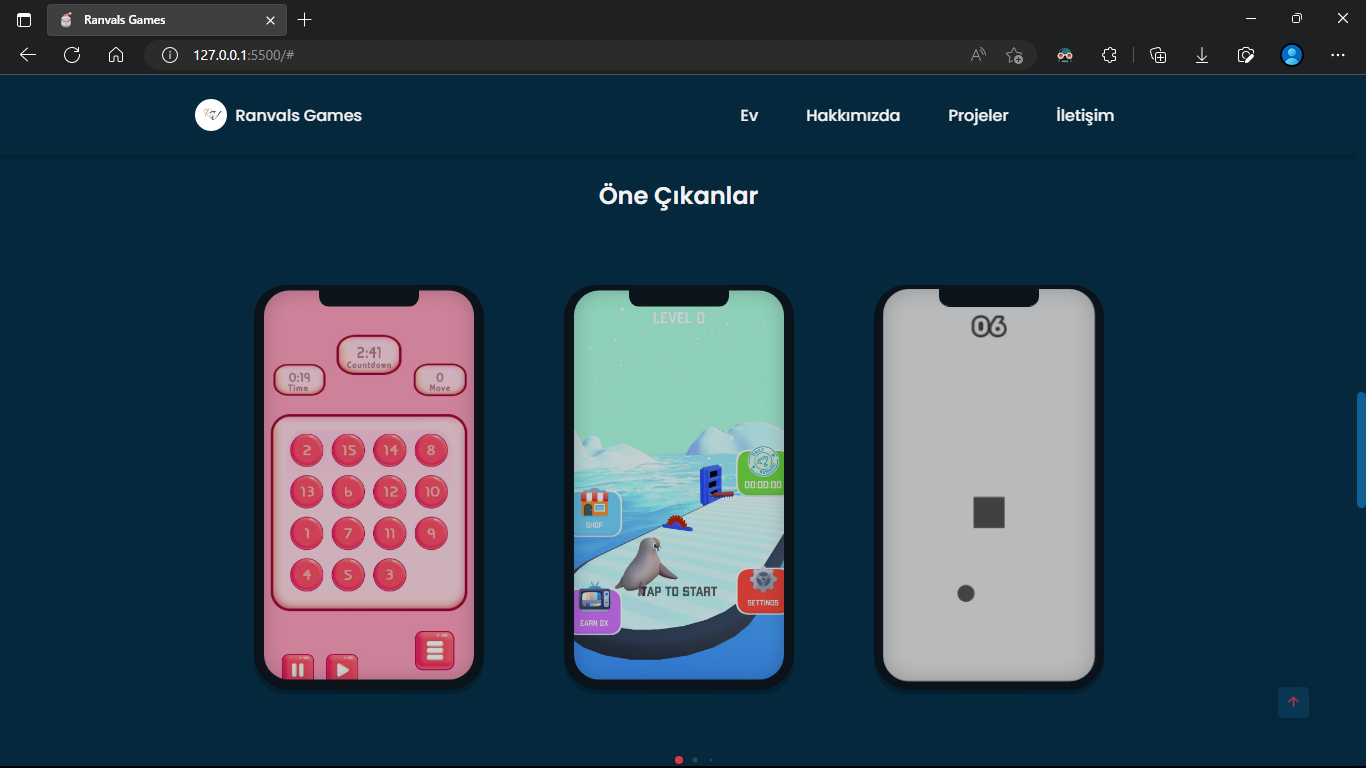 Ranvals Games
127.0.0.1:5500/#
Ranvals Games
Ev
Hakkımızda
Projeler
İletişim
Öne Çıkanlar
2:41
Countdown
0:19
Time
0
Move
2 15 14 8
13 6 12 10
1 7 11 9
4 5 3
LEVEL 0
00:00:00
SHOP
TAP TO START
SETTINGS
EARN 2X
06